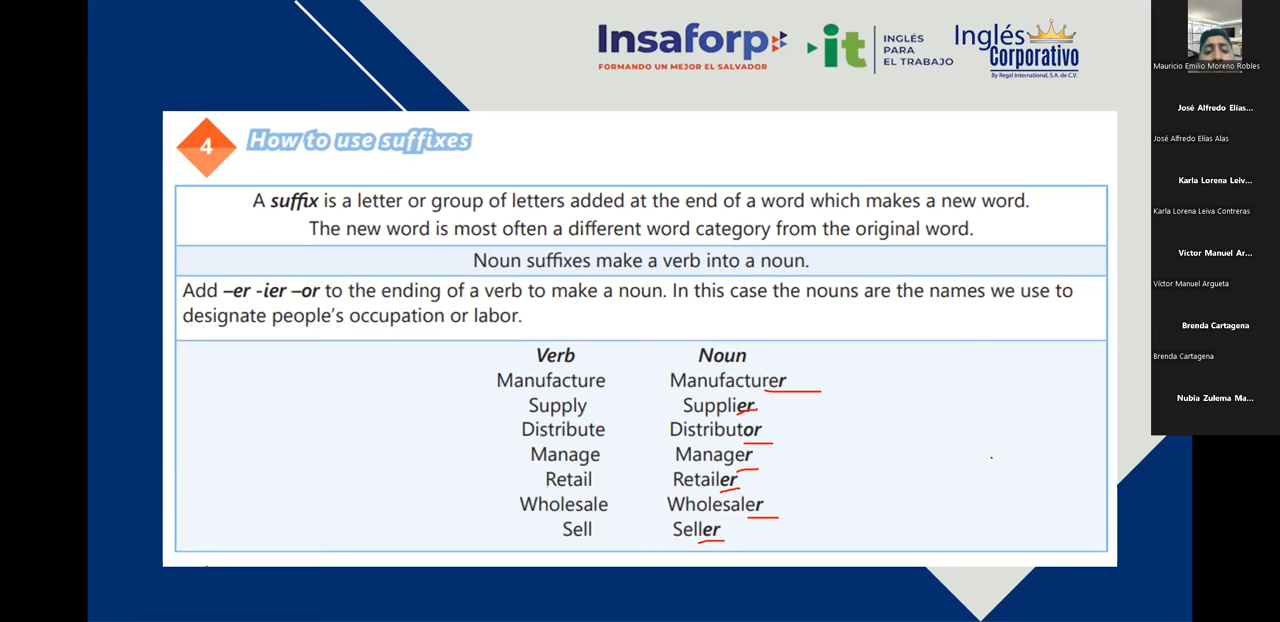 Insaforp
FORMANDO UN MEJOR EL SALVADOR
it
INGLÉS
PARA
EL TRABAJO
Inglés
Corporativo
By Regal International, S.A. de C.V.
4
How to use suffixes
A suffix is a letter or group of letters added at the end of a word which makes a new word.
The new word is most often a different word category from the original word.
Noun suffixes make a verb into a noun.
Add –er -ier –or to the ending of a verb to make a noun. In this case the nouns are the names we use to
designate people's occupation or labor.
Verb Noun
Manufacture Manufacturer
Supply Supplier
Distribute Distributor
Manage Manager
Retail Retailer
Wholesale Wholesaler
Sell Seller
Mauricio Emilio Moreno Robles
José Alfredo Elías...
José Alfredo Elías Alas
Karla Lorena Leiv...
Karla Lorena Leiva Contreras
Víctor Manuel Ar...
Víctor Manuel Argueta
Brenda Cartagena
Brenda Cartagena
Nubia Zulema Ma...